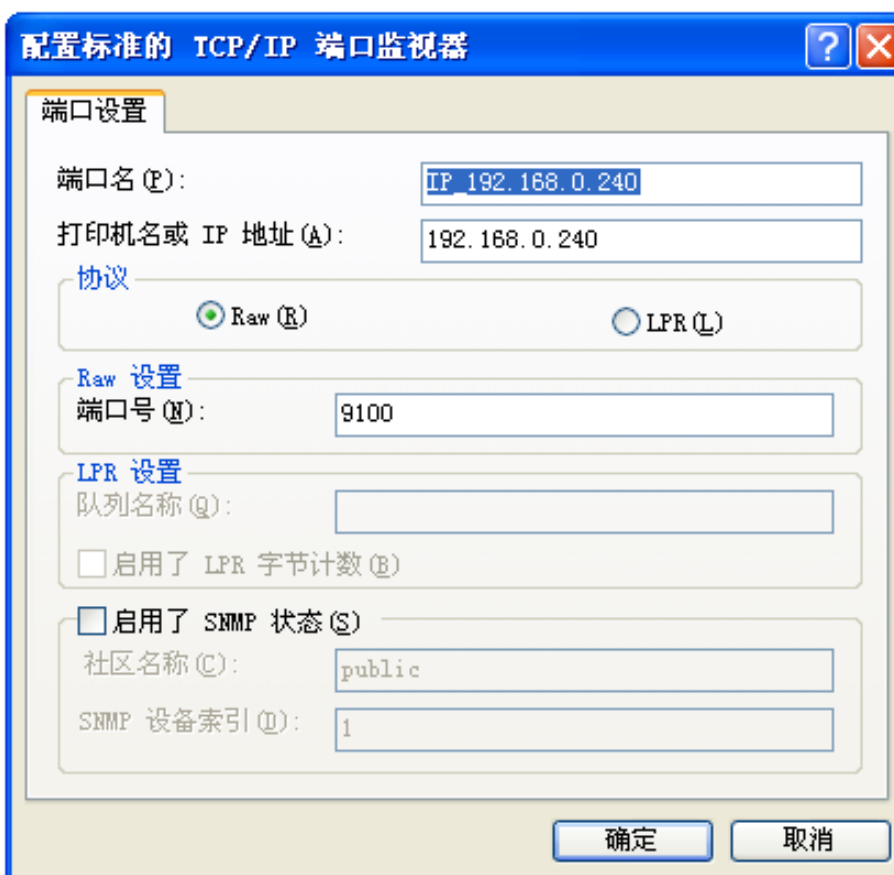 配置标准的 TCP/IP 端口监视器
端口设置
端口名(P): IP_192.168.0.240
打印机名或 IP 地址(A): 192.168.0.240
协议
Raw(R) LPR(L)
Raw 设置
端口号(N): 9100
LPR 设置
队列名称(Q):
启用了 LPR 字节计数(B)
启用了 SNMP 状态(S)
社区名称(C): public
SNMP 设备索引(D): 1
确定 取消